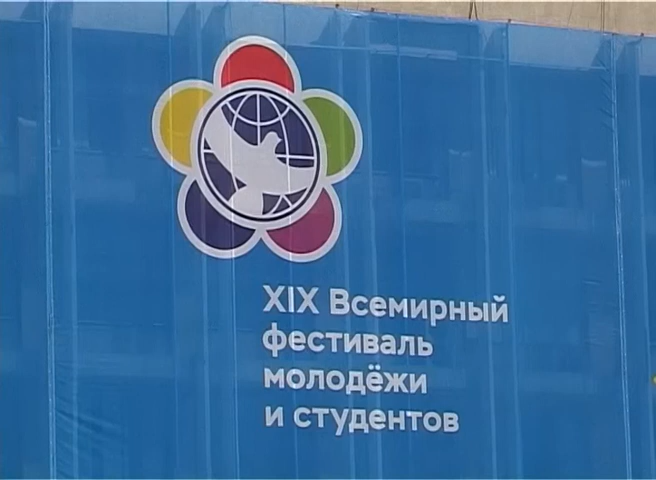 XIX Всемирный
фестиваль
молодёжи
и студентов